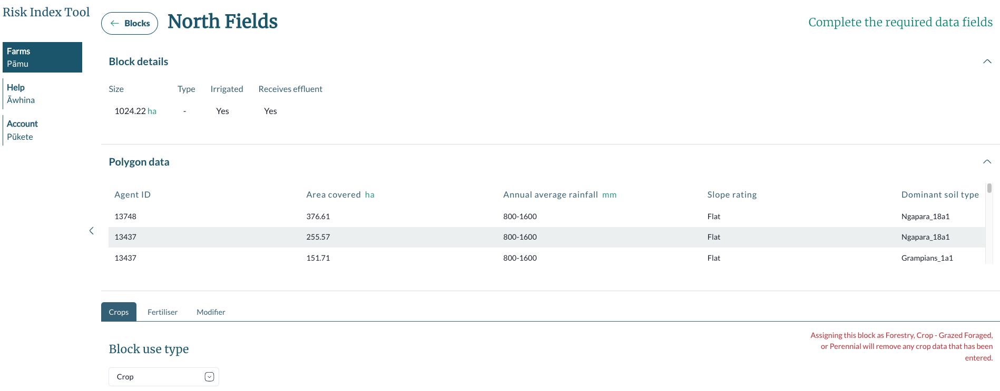 Risk Index Tool
Blocks
North Fields
Complete the required data fields
Farms
Pāmu
Help
Āwhina
Account
Pūkete
Block details
Size Type Irrigated Receives effluent
1024.22 ha - Yes Yes
Polygon data
Agent ID Area covered ha Annual average rainfall mm Slope rating Dominant soil type
13748 376.61 800-1600 Flat Ngapara_18a1
13437 255.57 800-1600 Flat Ngapara_18a1
13437 151.71 800-1600 Flat Grampians_1a1
Crops Fertiliser Modifier
Assigning this block as Forestry, Crop - Grazed Foraged,
or Perennial will remove any crop data that has been
entered.
Block use type
Crop